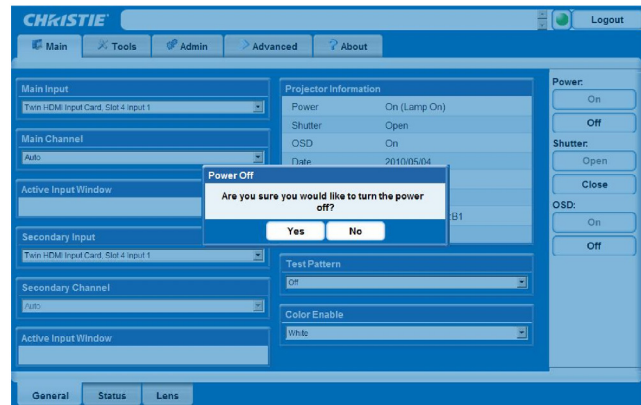 CHRISTIE
Logout
Main
Tools
Admin
Advanced
About
Main Input
Twin HDMI Input Card, Slot 4 Input 1
Main Channel
Auto
Active Input Window
Secondary Input
Twin HDMI Input Card, Slot 4 Input 1
Secondary Channel
Auto
Active Input Window
Projector Information
Power On (Lamp On)
Shutter Open
OSD On
Date 2010/05/04
:B1
Power Off
Are you sure you would like to turn the power
off?
Yes No
Test Pattern
Off
Color Enable
White
Power:
On
Off
Shutter:
Open
Close
OSD:
On
Off
General
Status
Lens